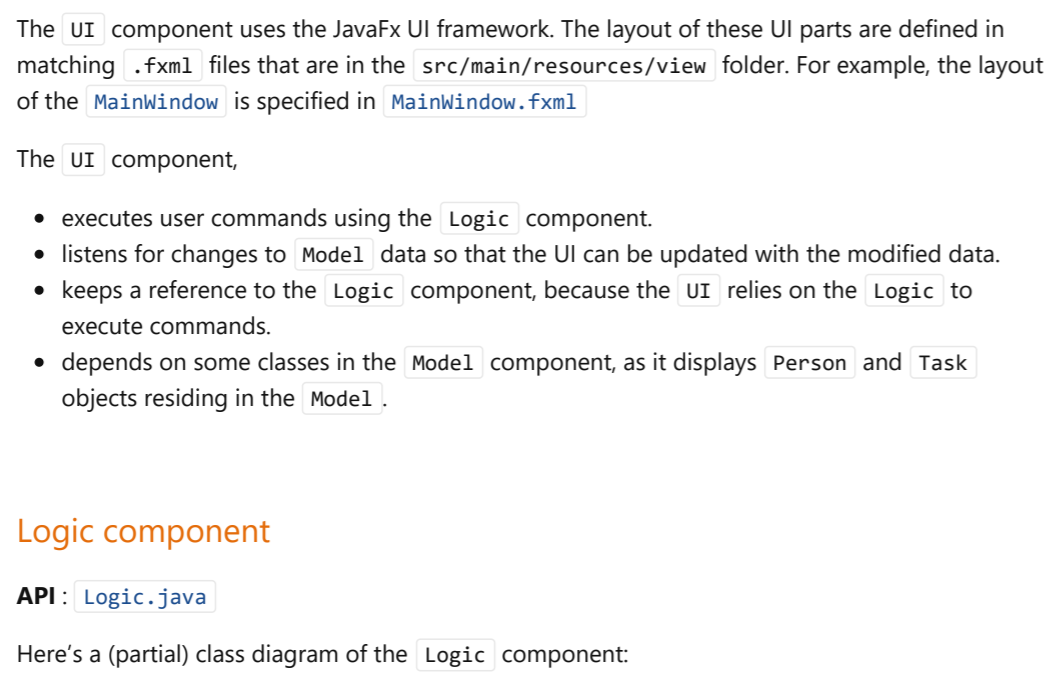 The UI component uses the JavaFx UI framework. The layout of these UI parts are defined in
matching .fxml files that are in the src/main/resources/view folder. For example, the layout
of the MainWindow is specified in MainWindow.fxml
The UI component,
• executes user commands using the Logic component.
• listens for changes to Model data so that the UI can be updated with the modified data.
• keeps a reference to the Logic component, because the UI relies on the Logic to
execute commands.
• depends on some classes in the Model component, as it displays Person and Task
objects residing in the Model.
Logic component
API : Logic.java
Here’s a (partial) class diagram of the Logic component: